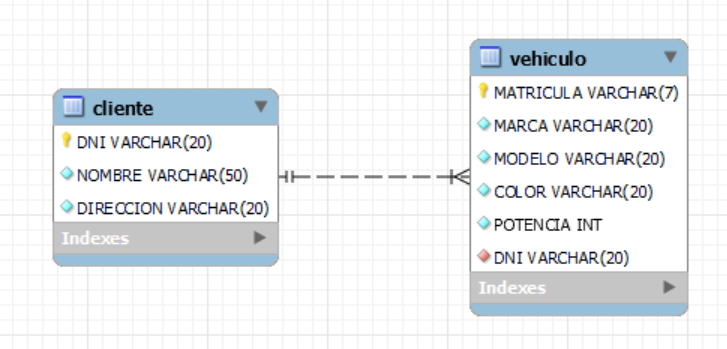 cliente
DNI VARCHAR(20)
NOMBRE VARCHAR(50)
DIRECCION VARCHAR(20)
Indexes
vehiculo
MATRICULA VARCHAR(7)
MARCA VARCHAR(20)
MODELO VARCHAR(20)
COLOR VARCHAR(20)
POTENCIA INT
DNI VARCHAR(20)
Indexes